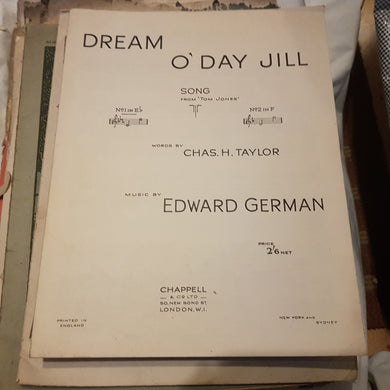 DREAM
O' DAY JILL
SONG
FROM "TOM JONES"
Nº1 IN E♭
Nº2 IN F
WORDS BY CHAS. H. TAYLOR
MUSIC BY EDWARD GERMAN
PRICE
2'6 NET
CHAPPELL
& CO LTD
50, NEW BOND ST.
LONDON, W.1.
PRINTED IN
ENGLAND
NEW YORK AND
SYDNEY